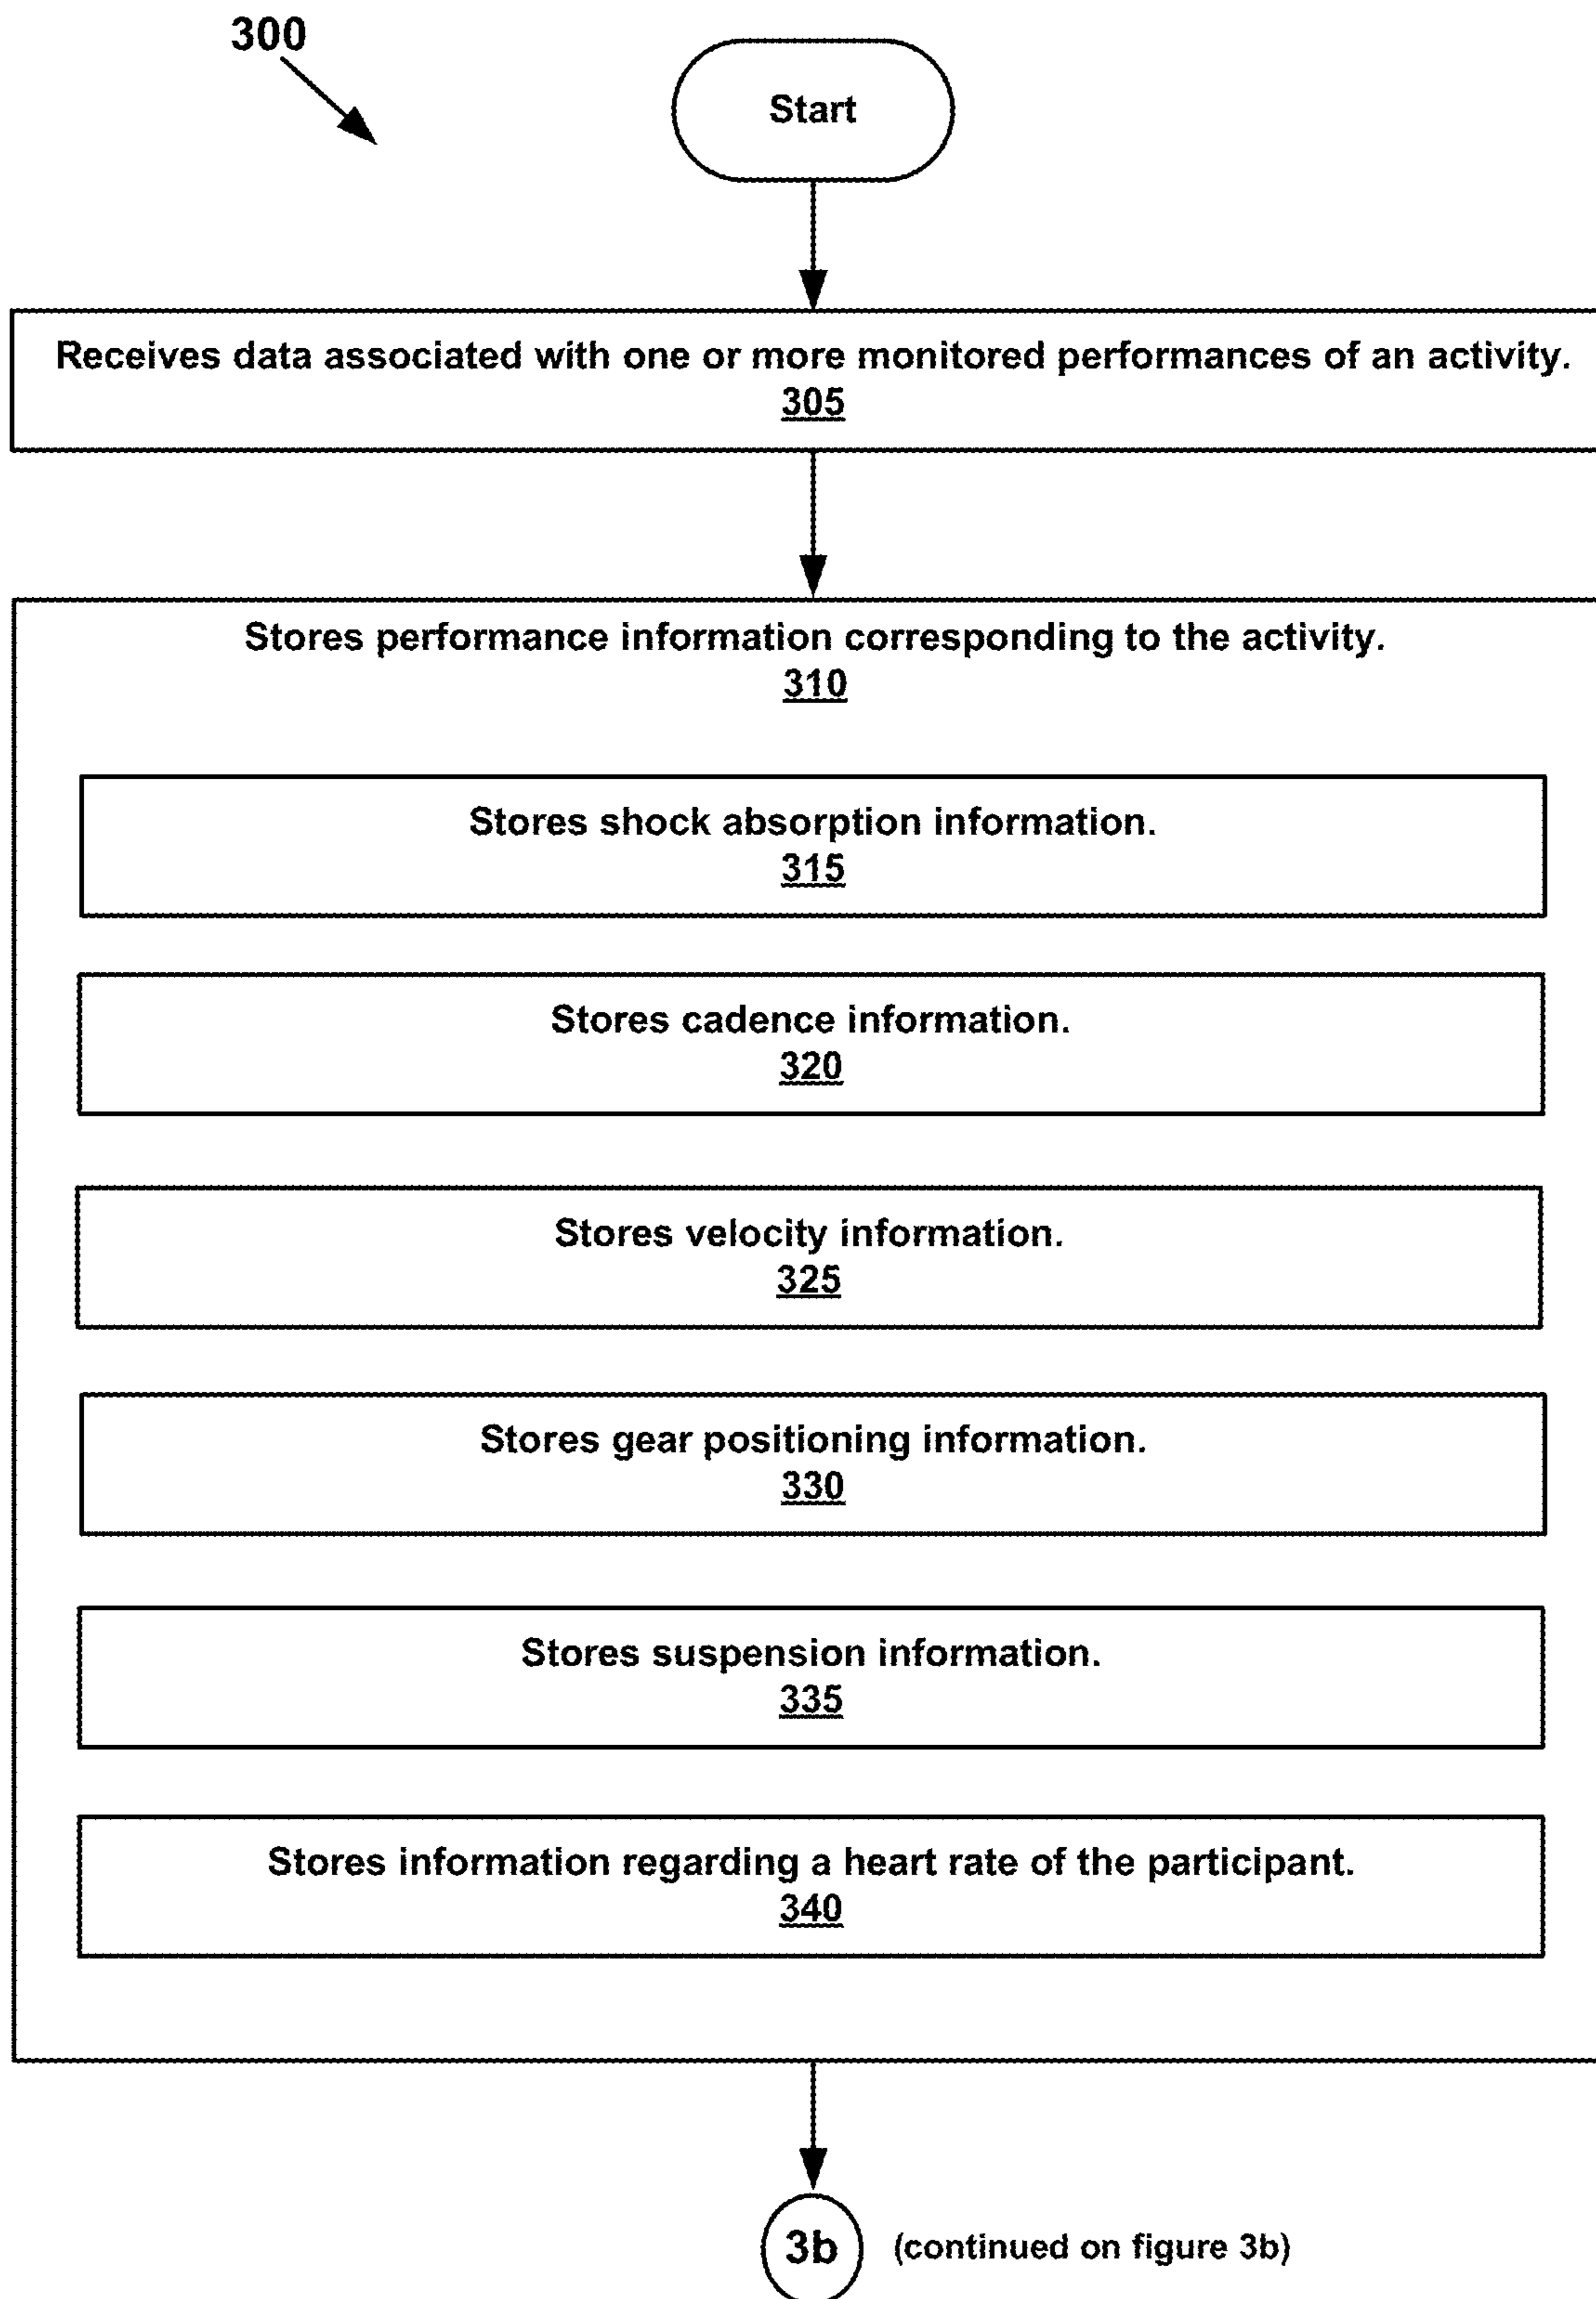 300
Start
Receives data associated with one or more monitored performances of an activity.
305
Stores performance information corresponding to the activity.
310
Stores shock absorption information.
315
Stores cadence information.
320
Stores velocity information.
325
Stores gear positioning information.
330
Stores suspension information.
335
Stores information regarding a heart rate of the participant.
340
3b (continued on figure 3b)